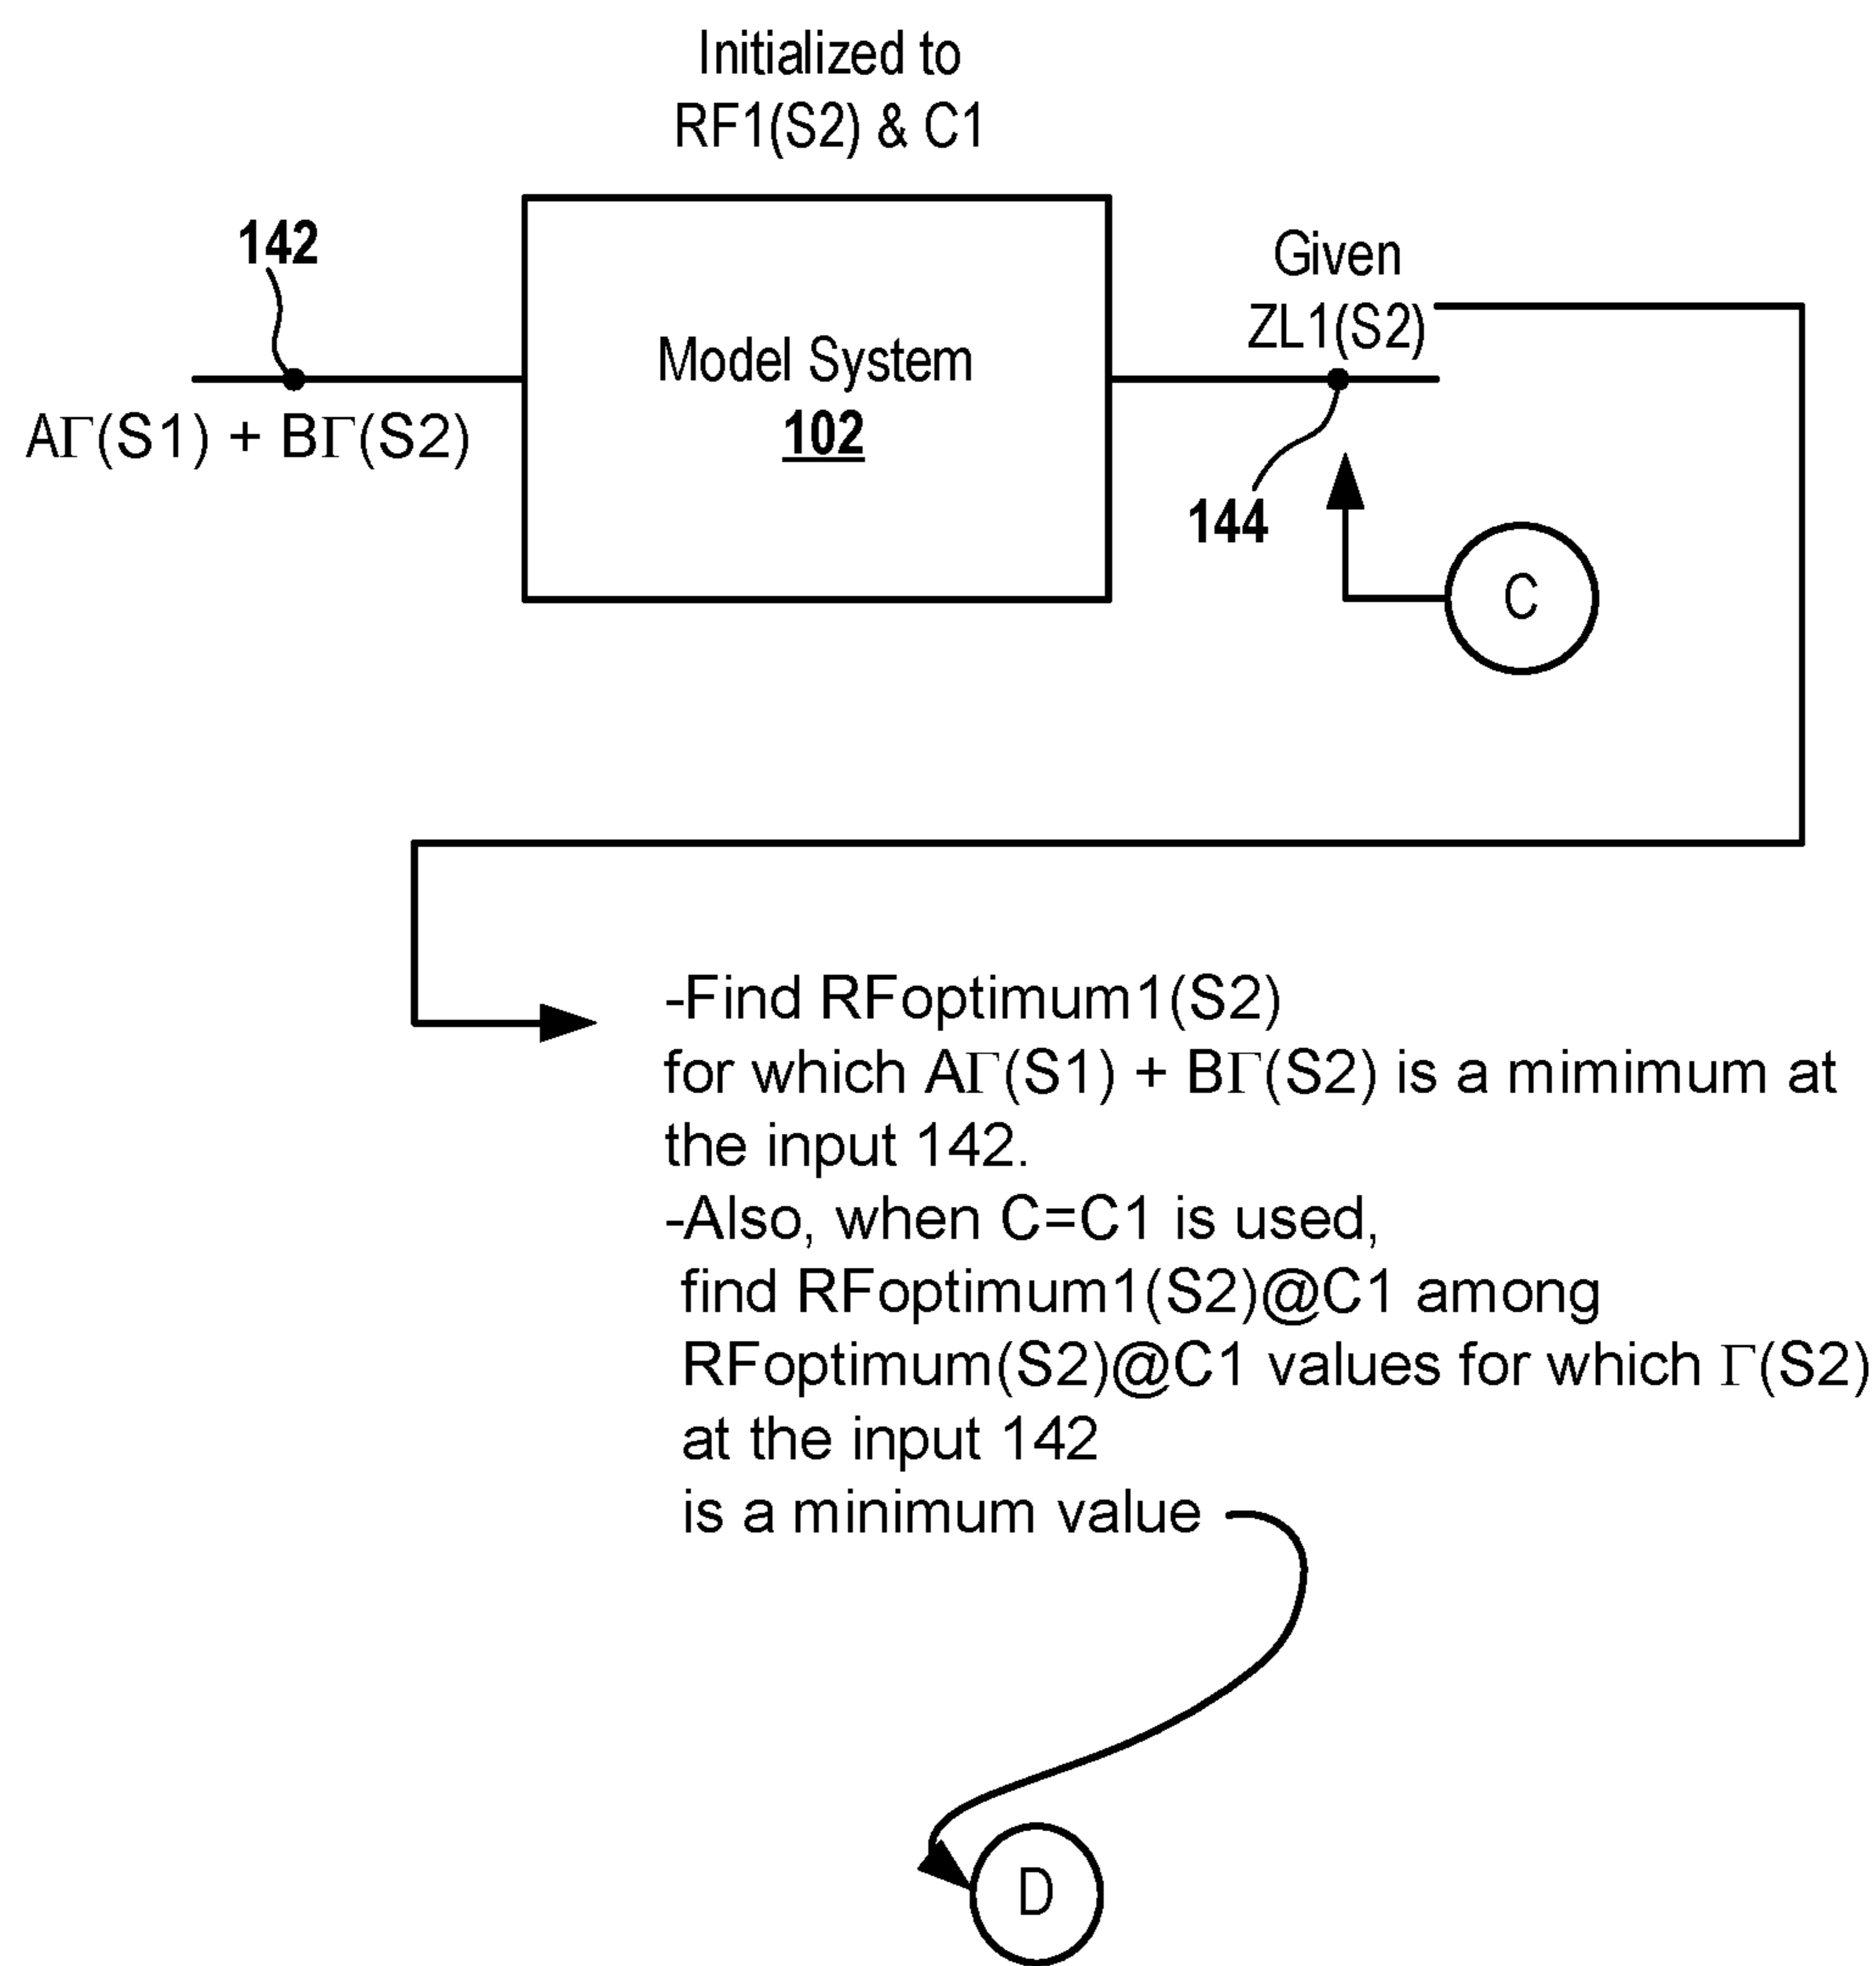 Initialized to
RF1(S2) & C1
142
Given
ZL1(S2)
Model System
102
AΓ(S1) + BΓ(S2)
144
C
-Find RFoptimum1(S2)
for which AΓ(S1) + BΓ(S2) is a mimimum at
the input 142.
-Also, when C=C1 is used,
find RFoptimum1(S2)@C1 among
RFoptimum(S2)@C1 values for which Γ(S2)
at the input 142
is a minimum value
D